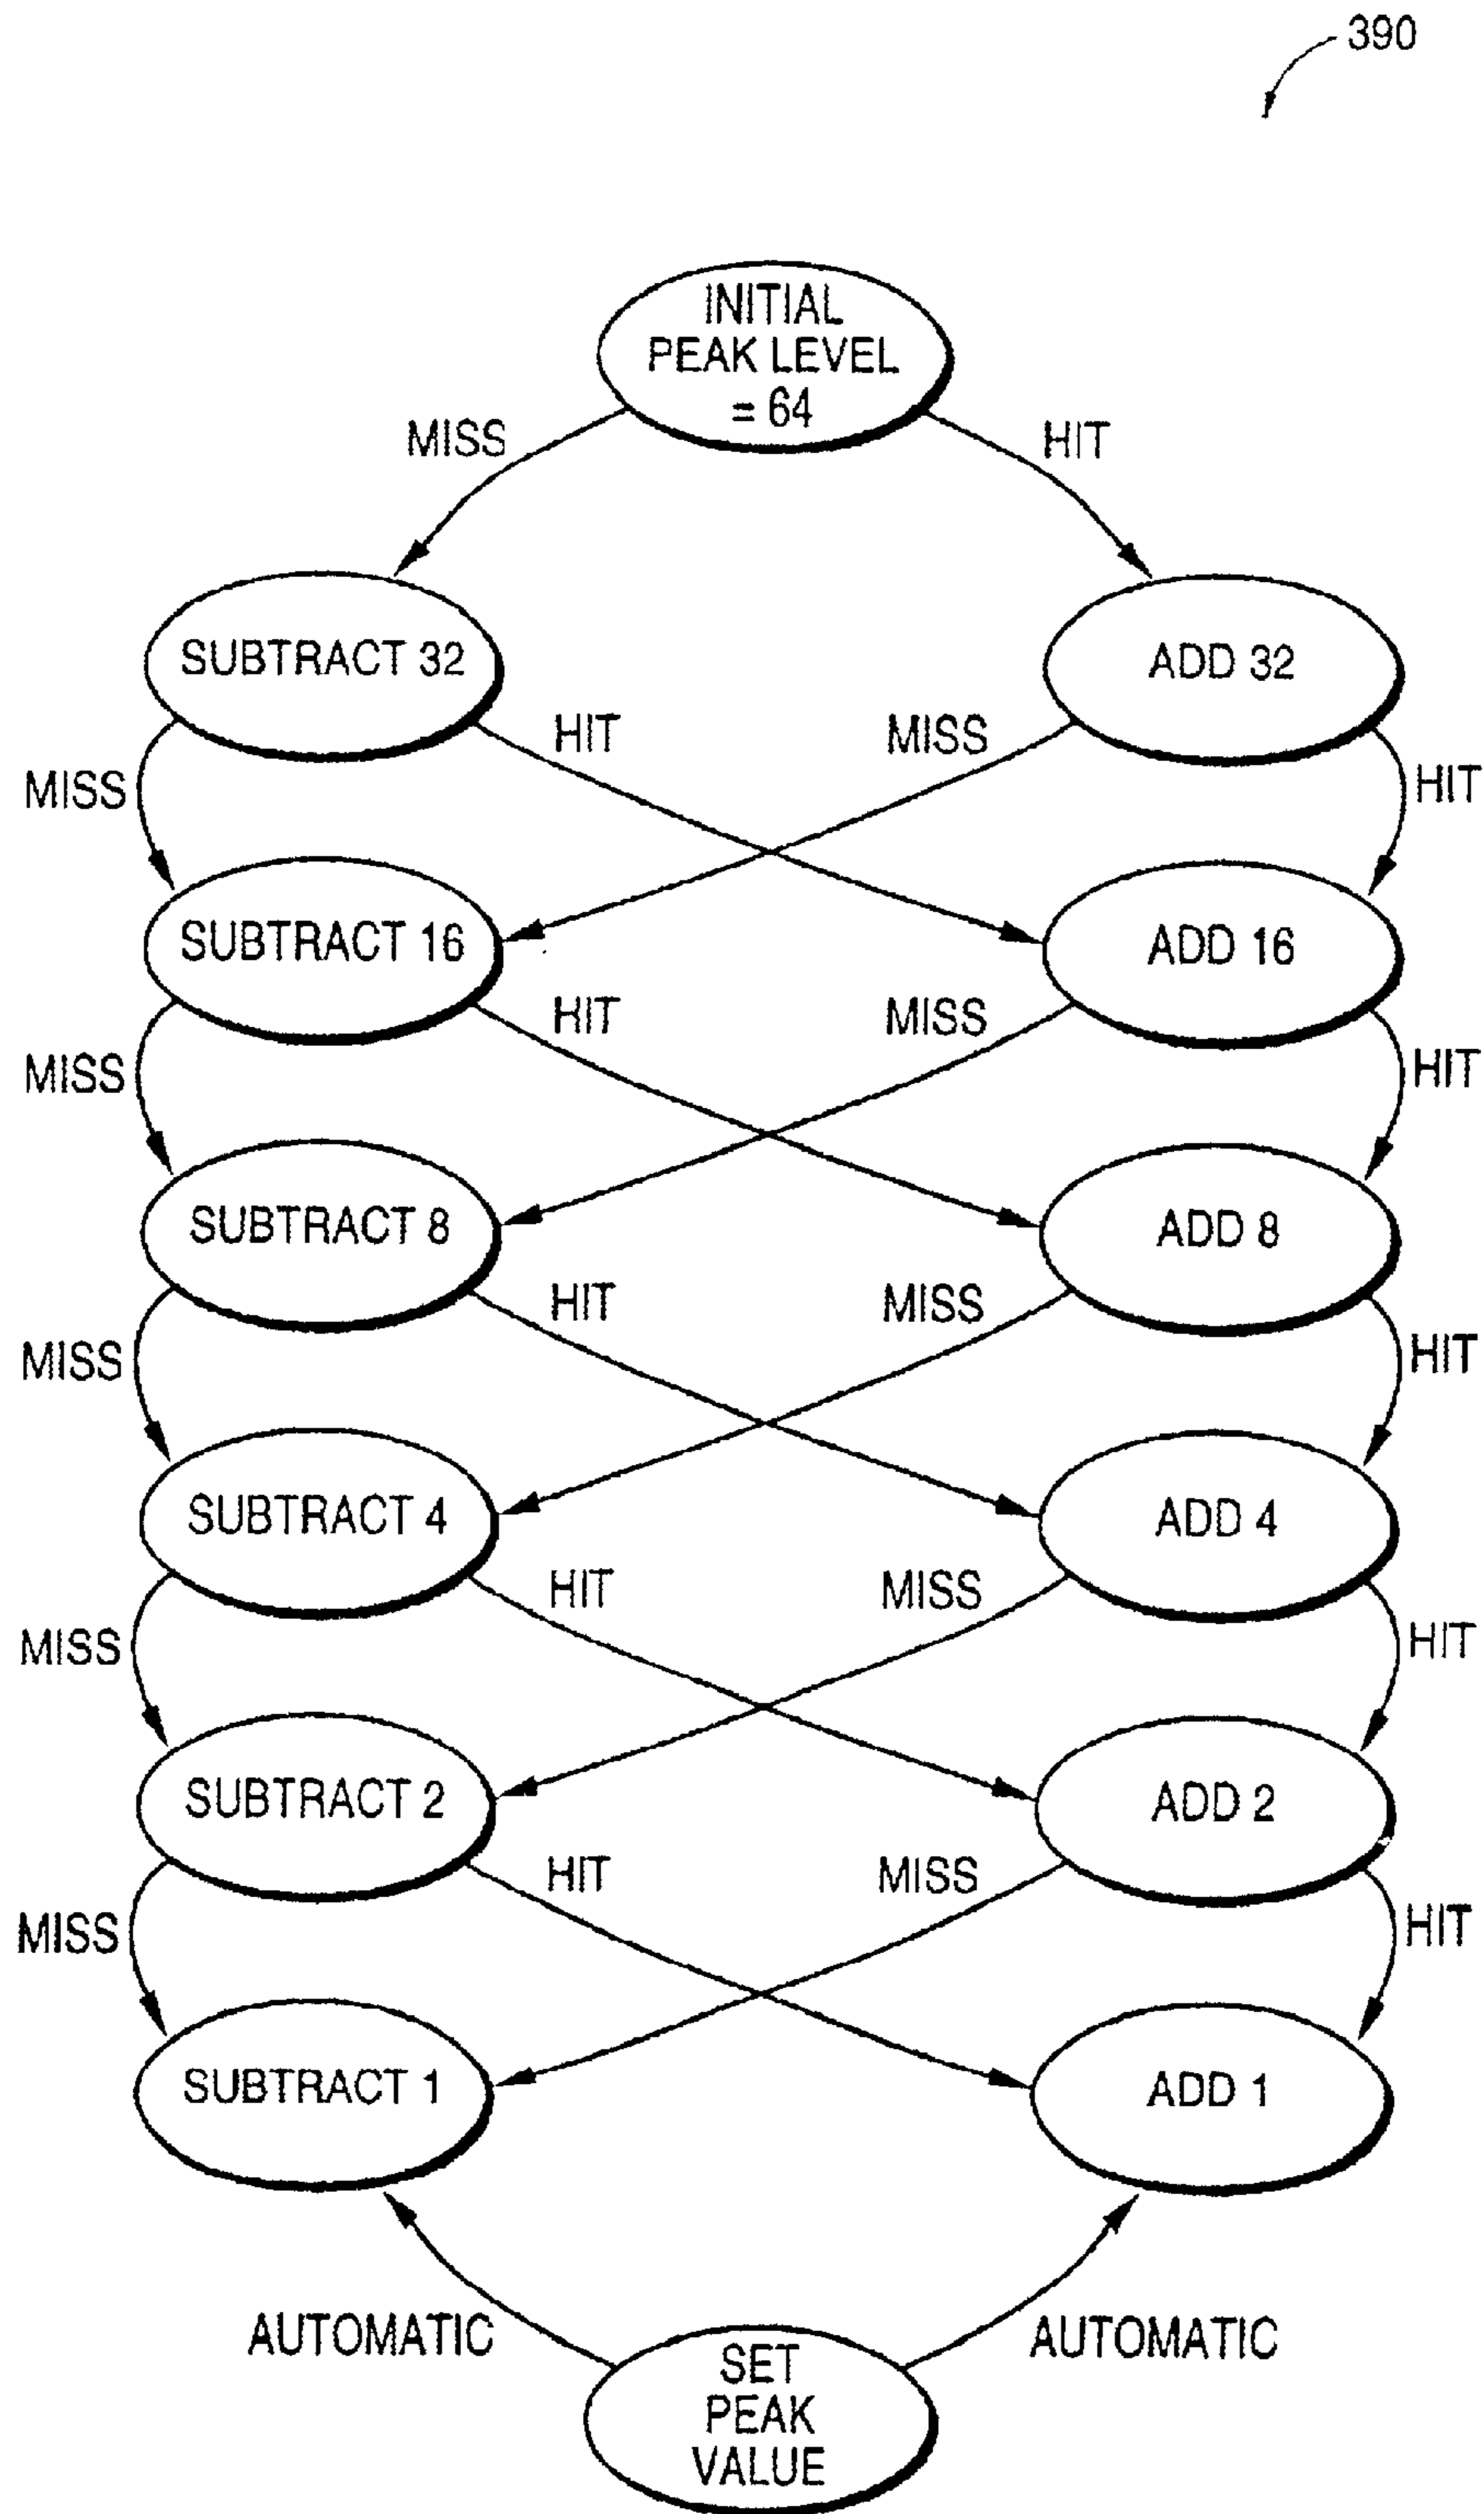 390
INITIAL
PEAK LEVEL
= 64
MISS
HIT
SUBTRACT 32
ADD 32
HIT
MISS
MISS
HIT
SUBTRACT 16
ADD 16
HIT
MISS
MISS
HIT
SUBTRACT 8
ADD 8
HIT
MISS
MISS
HIT
SUBTRACT 4
ADD 4
HIT
MISS
MISS
HIT
SUBTRACT 2
ADD 2
HIT
MISS
MISS
HIT
SUBTRACT 1
ADD 1
AUTOMATIC
AUTOMATIC
SET
PEAK
VALUE